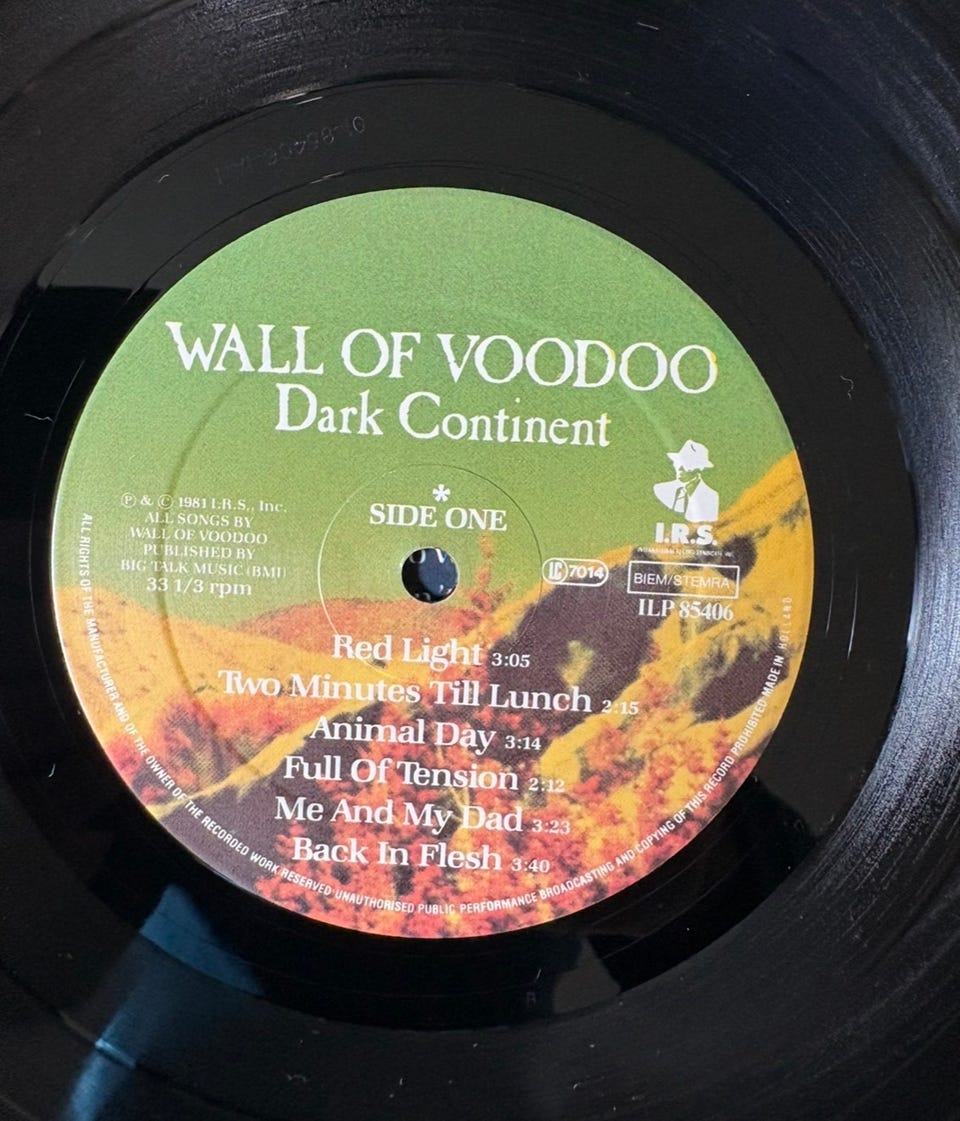 WALL OF VOODOO
Dark Continent
℗ & © 1981 I.R.S., Inc.
ALL SONGS BY
WALL OF VOODOO
PUBLISHED BY
BIG TALK MUSIC (BMI)
33 1/3 rpm
*
SIDE ONE
I.R.S.
LC 7014
BIEM/STEMRA
ILP 85406
Red Light 3:05
Two Minutes Till Lunch 2:15
Animal Day 3:14
Full Of Tension 2:12
Me And My Dad 3:23
Back In Flesh 3:40
ALL RIGHTS OF THE MANUFACTURER AND OF THE OWNER OF THE RECORDED WORK RESERVED·UNAUTHORISED PUBLIC PERFORMANCE BROADCASTING AND COPYING OF THIS RECORD PROHIBITED·MADE IN HOLLAND